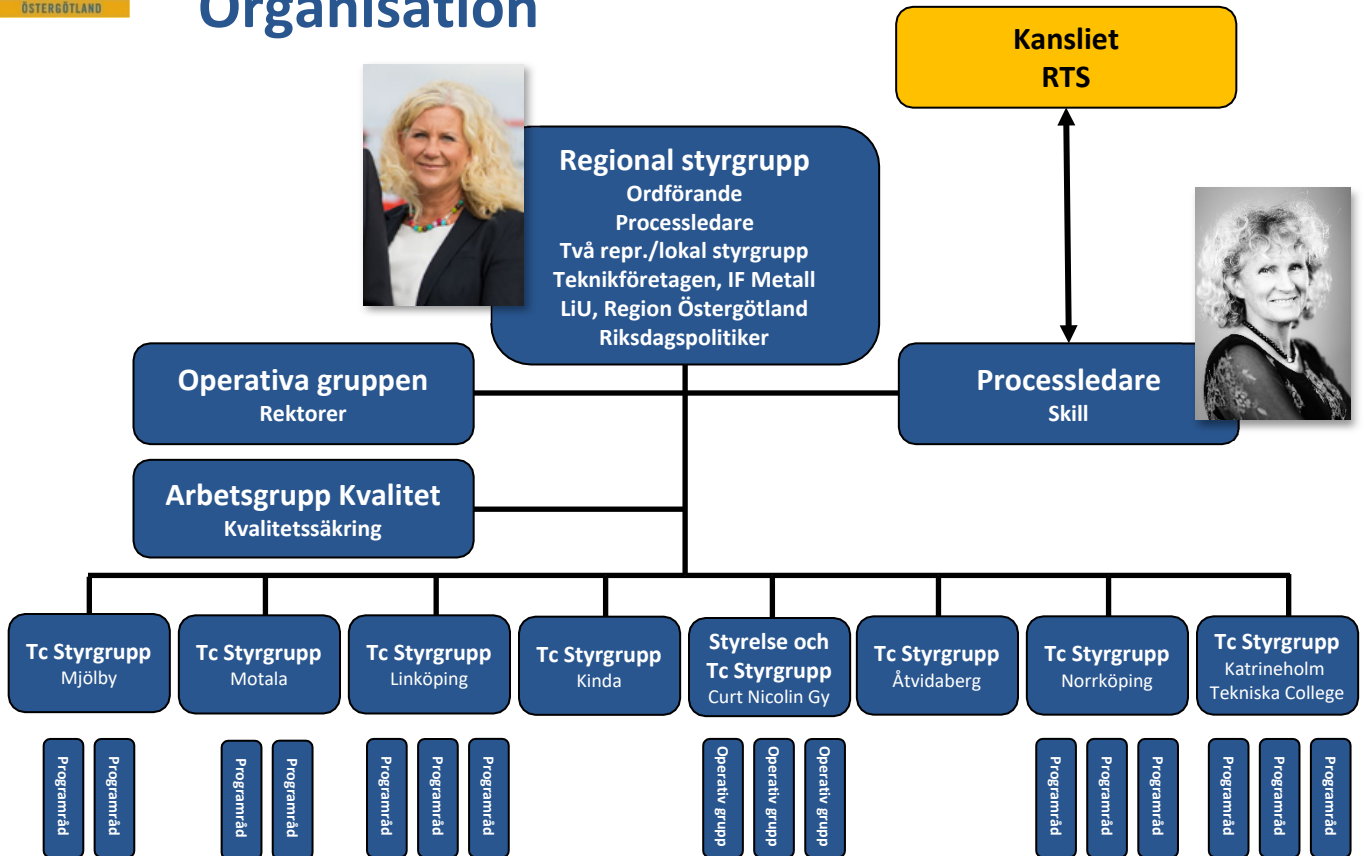 ÖSTERGÖTLAND
Organisation
Kansliet
RTS
Regional styrgrupp
Ordförande
Processledare
Två repr./lokal styrgrupp
Teknikföretagen, IF Metall
LiU, Region Östergötland
Riksdagspolitiker
Operativa gruppen
Rektorer
Processledare
Skill
Arbetsgrupp Kvalitet
Kvalitetssäkring
Tc Styrgrupp
Mjölby
Tc Styrgrupp
Motala
Tc Styrgrupp
Linköping
Tc Styrgrupp
Kinda
Styrelse och
Tc Styrgrupp
Curt Nicolin Gy
Tc Styrgrupp
Åtvidaberg
Tc Styrgrupp
Norrköping
Tc Styrgrupp
Katrineholm
Tekniska College
Programråd
Programråd
Programråd
Programråd
Programråd
Programråd
Programråd
Operativ grupp
Operativ grupp
Operativ grupp
Programråd
Programråd
Programråd
Programråd
Programråd
Programråd